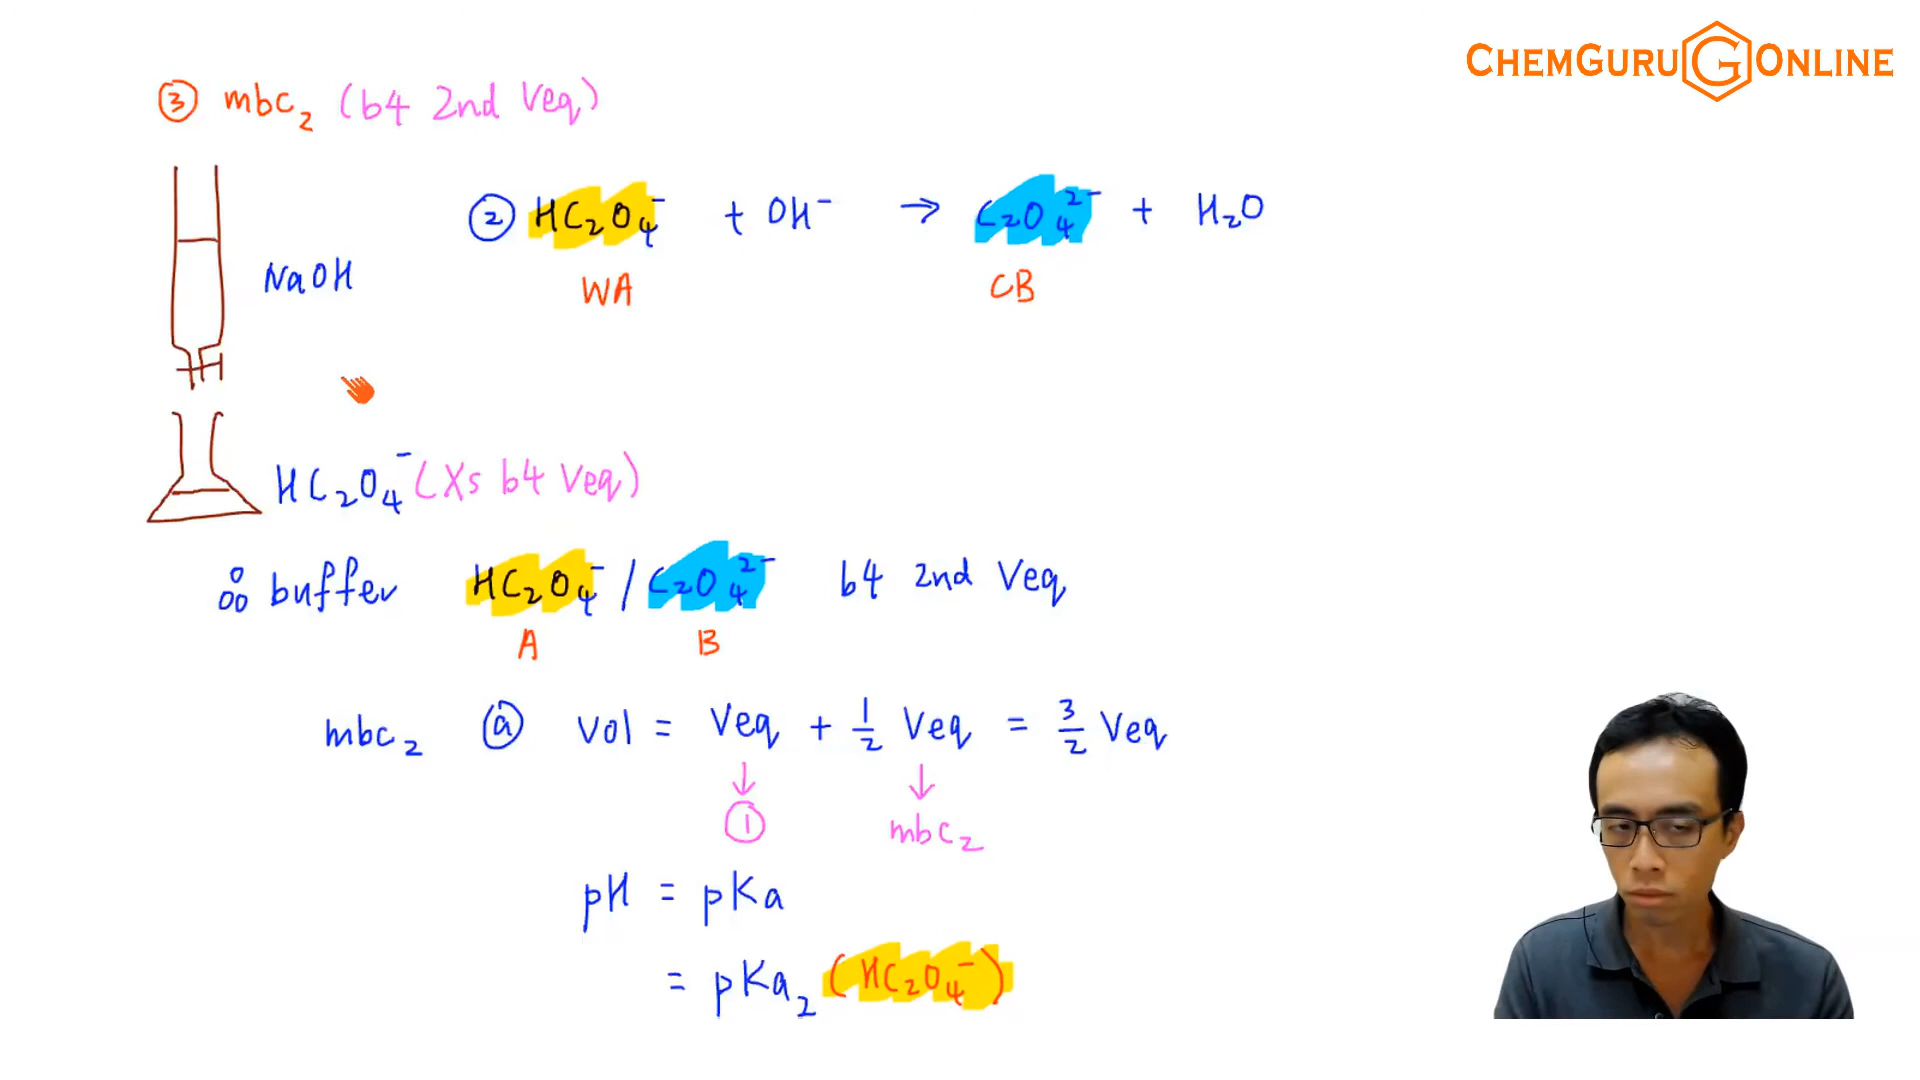 CHEMGURU G ONLINE
③ mbc₂ (b4 2nd Veq)
② HC₂O₄⁻ + OH⁻ → C₂O₄²⁻ + H₂O
WA CB
NaOH
HC₂O₄⁻ (Xs b4 Veq)
buffer HC₂O₄⁻ / C₂O₄²⁻ b4 2nd Veq
A B
mbc₂ @ vol = Veq + 1/2 Veq = 3/2 Veq
↓ ↓
① mbc₂
pH = pKa
= pKa₂ (HC₂O₄⁻)